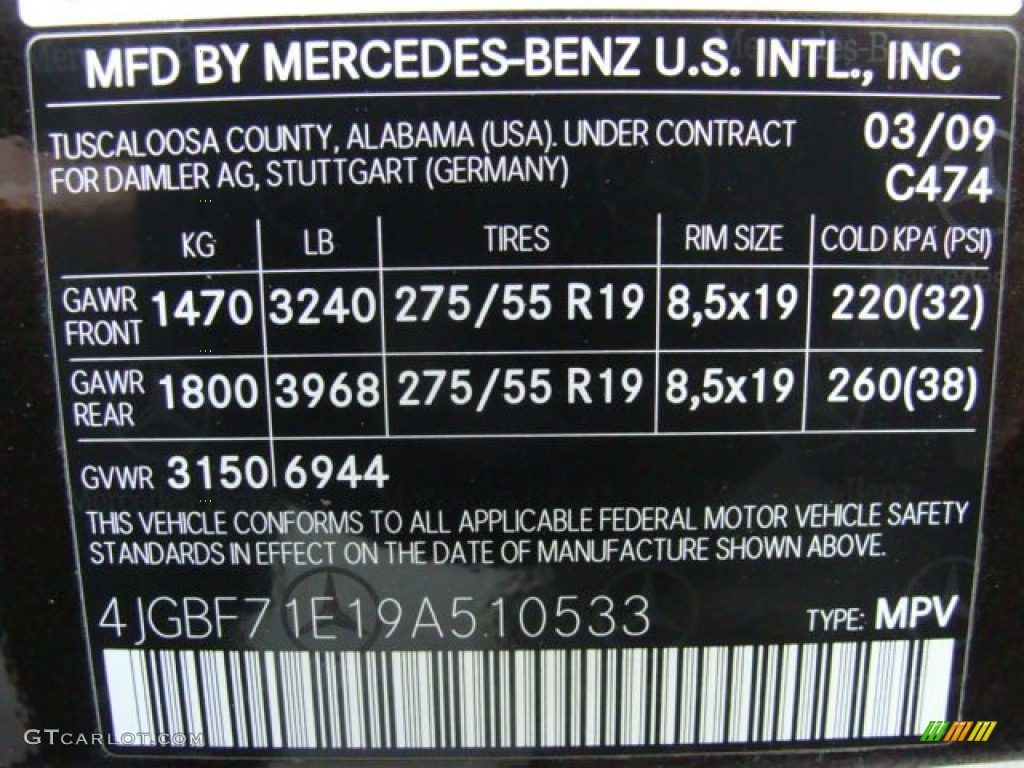 MFD BY MERCEDES-BENZ U.S. INTL., INC
TUSCALOOSA COUNTY, ALABAMA (USA). UNDER CONTRACT 03/09
FOR DAIMLER AG, STUTTGART (GERMANY) C474
KG LB TIRES RIM SIZE COLD KPA (PSI)
GAWR FRONT 1470 3240 275/55 R19 8,5x19 220(32)
GAWR REAR 1800 3968 275/55 R19 8,5x19 260(38)
GVWR 3150 6944
THIS VEHICLE CONFORMS TO ALL APPLICABLE FEDERAL MOTOR VEHICLE SAFETY
STANDARDS IN EFFECT ON THE DATE OF MANUFACTURE SHOWN ABOVE.
4JGBF71E19A510533 TYPE: MPV
GTcarlot.com